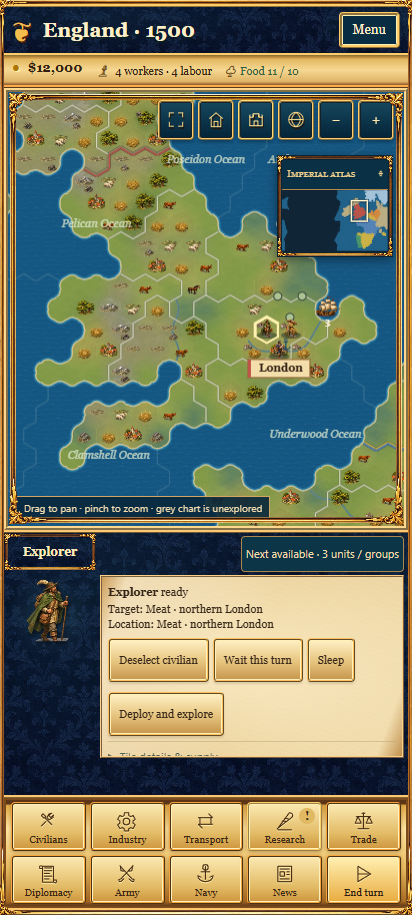 England · 1500
Menu
$12,000
4 workers · 4 labour
Food 11 / 10
Poseidon Ocean
A
IMPERIAL ATLAS
Pelican Ocean
3
London
Underwood Ocean
Clamshell Ocean
Drag to pan · pinch to zoom · grey chart is unexplored
Explorer
Next available · 3 units / groups
Explorer ready
Target: Meat · northern London
Location: Meat · northern London
Deselect civilian
Wait this turn
Sleep
Deploy and explore
Tile details & supply
Civilians
Industry
Transport
Research
!
Trade
Diplomacy
Army
Navy
News
End turn